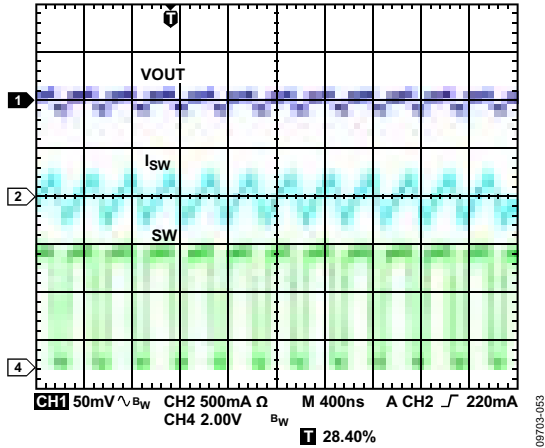 T
VOUT
1
ISW
2
SW
4
CH1 50mV ∿ BW CH2 500mA Ω M 400ns A CH2 ⨍ 220mA
CH4 2.00V BW
T 28.40%
09703-053